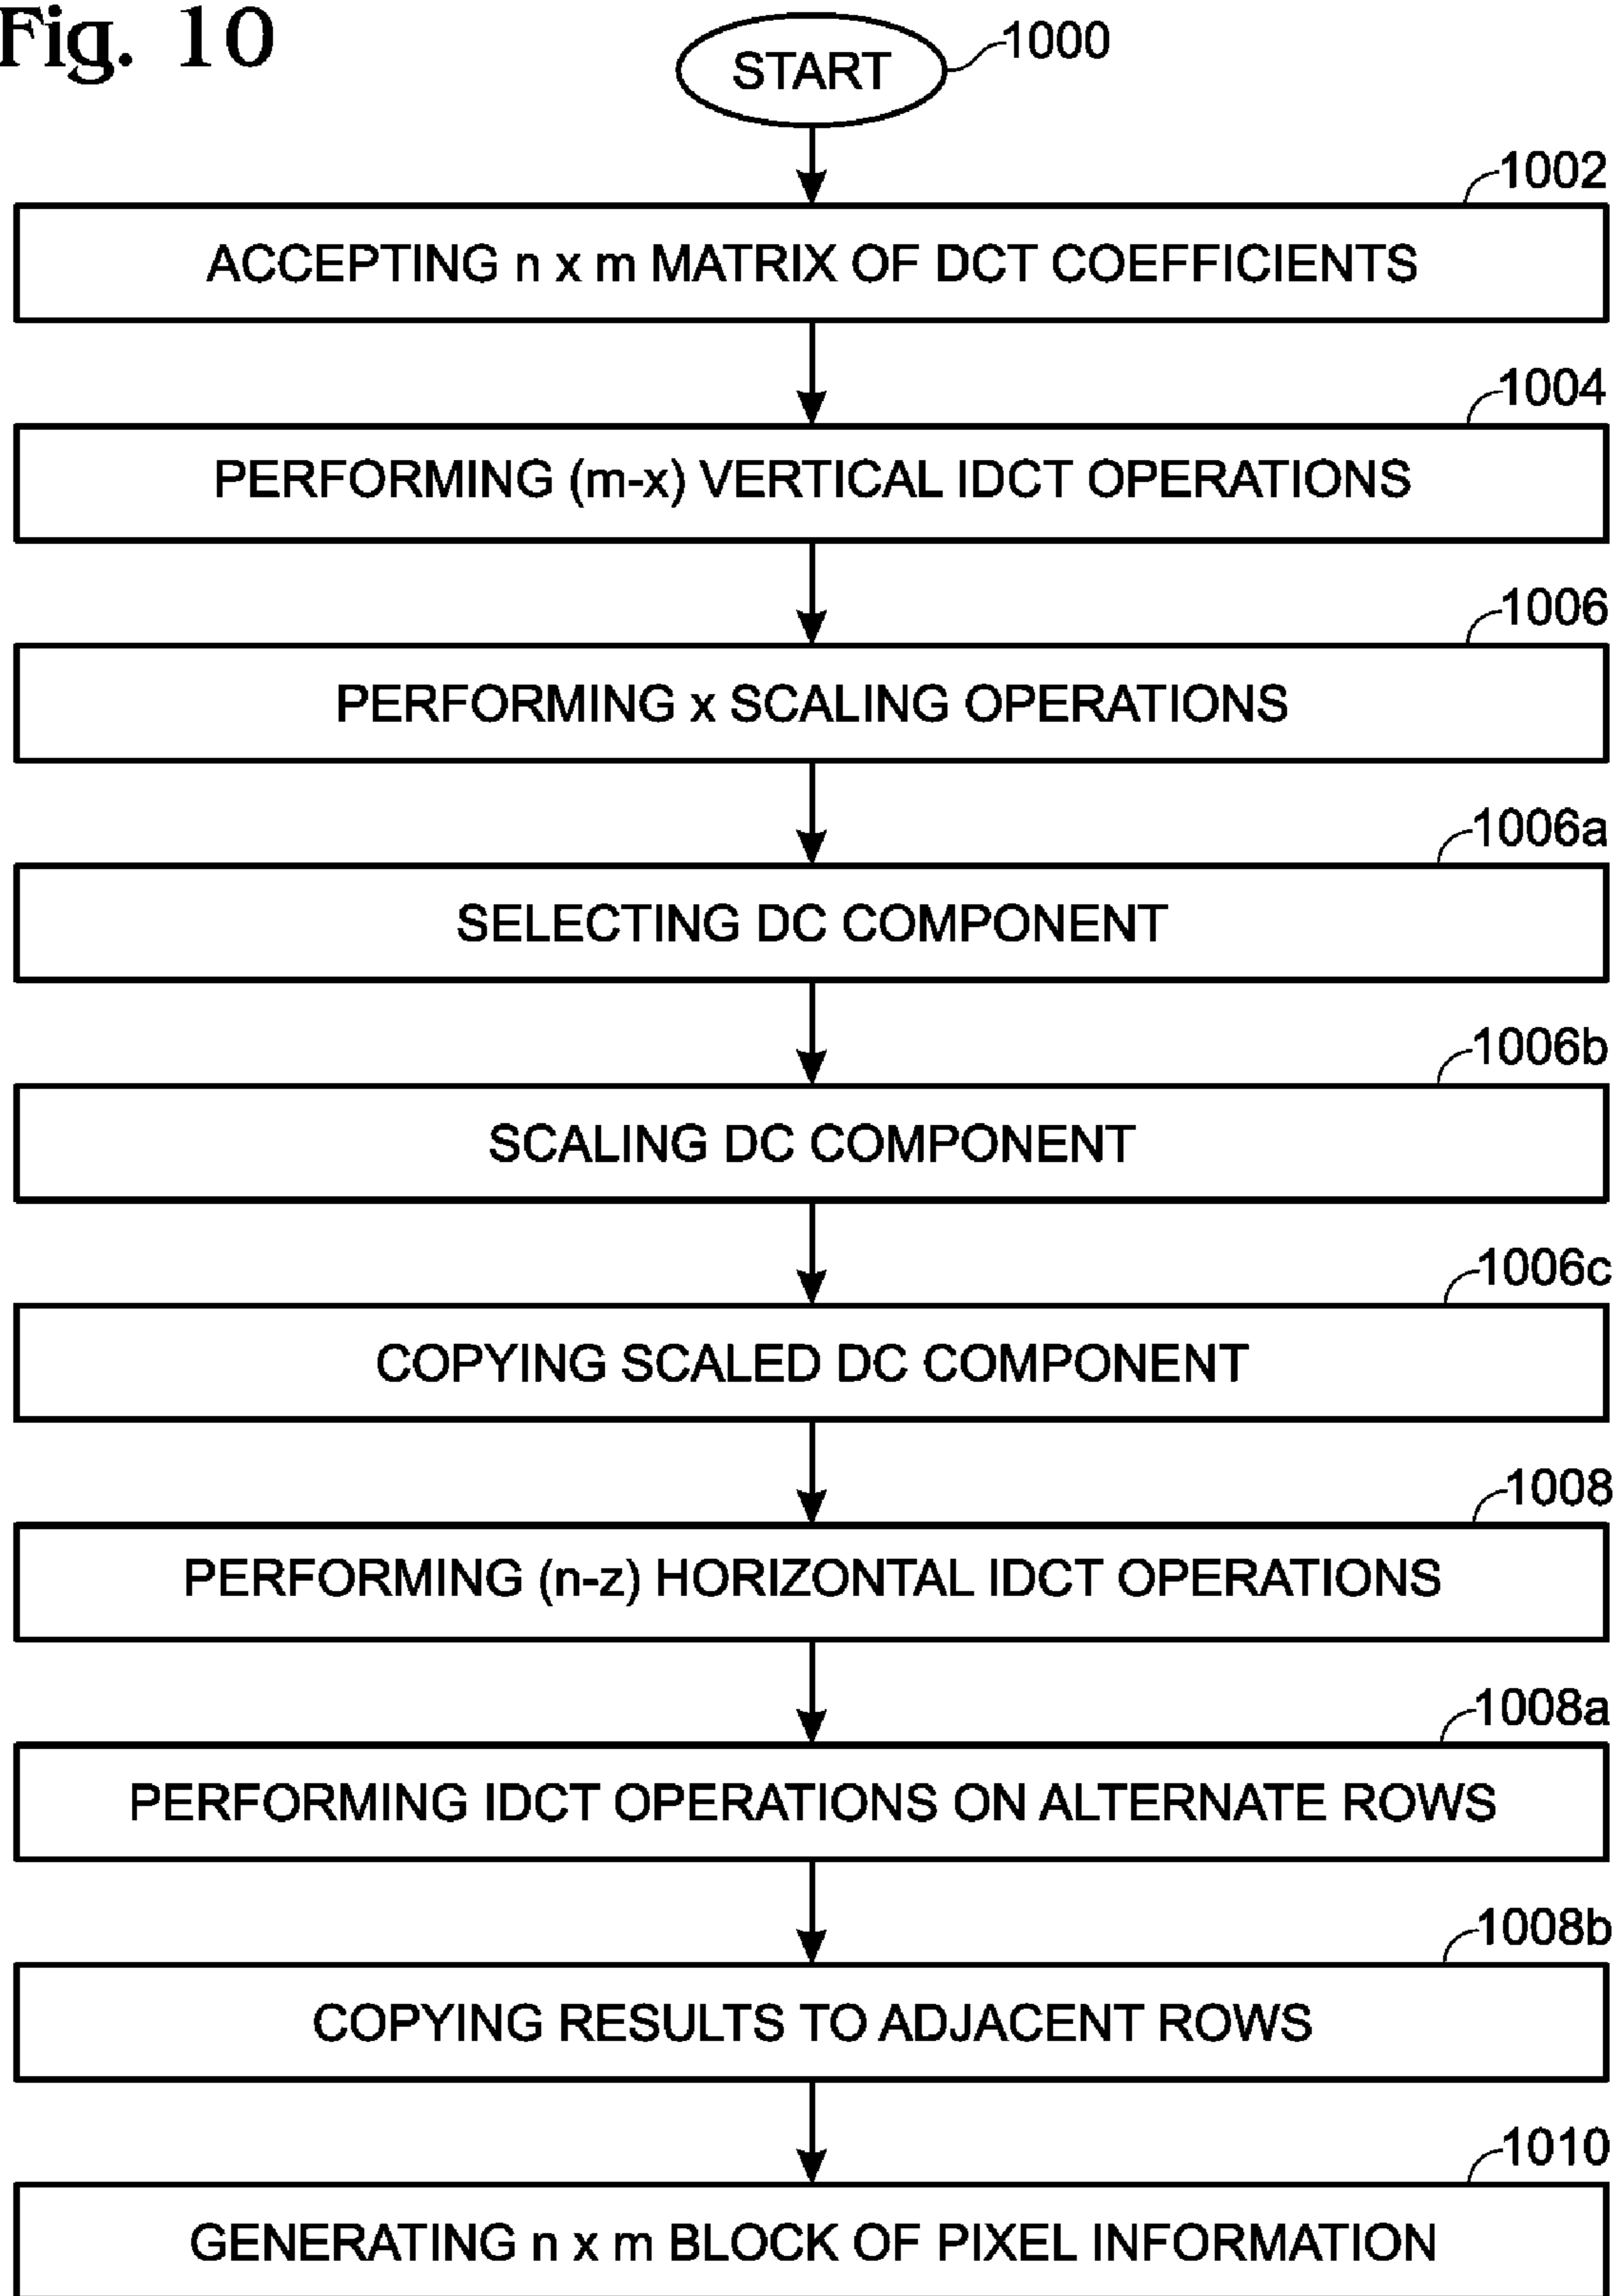 Fig. 10
START
1000
1002
ACCEPTING n x m MATRIX OF DCT COEFFICIENTS
1004
PERFORMING (m-x) VERTICAL IDCT OPERATIONS
1006
PERFORMING x SCALING OPERATIONS
1006a
SELECTING DC COMPONENT
1006b
SCALING DC COMPONENT
1006c
COPYING SCALED DC COMPONENT
1008
PERFORMING (n-z) HORIZONTAL IDCT OPERATIONS
1008a
PERFORMING IDCT OPERATIONS ON ALTERNATE ROWS
1008b
COPYING RESULTS TO ADJACENT ROWS
1010
GENERATING n x m BLOCK OF PIXEL INFORMATION